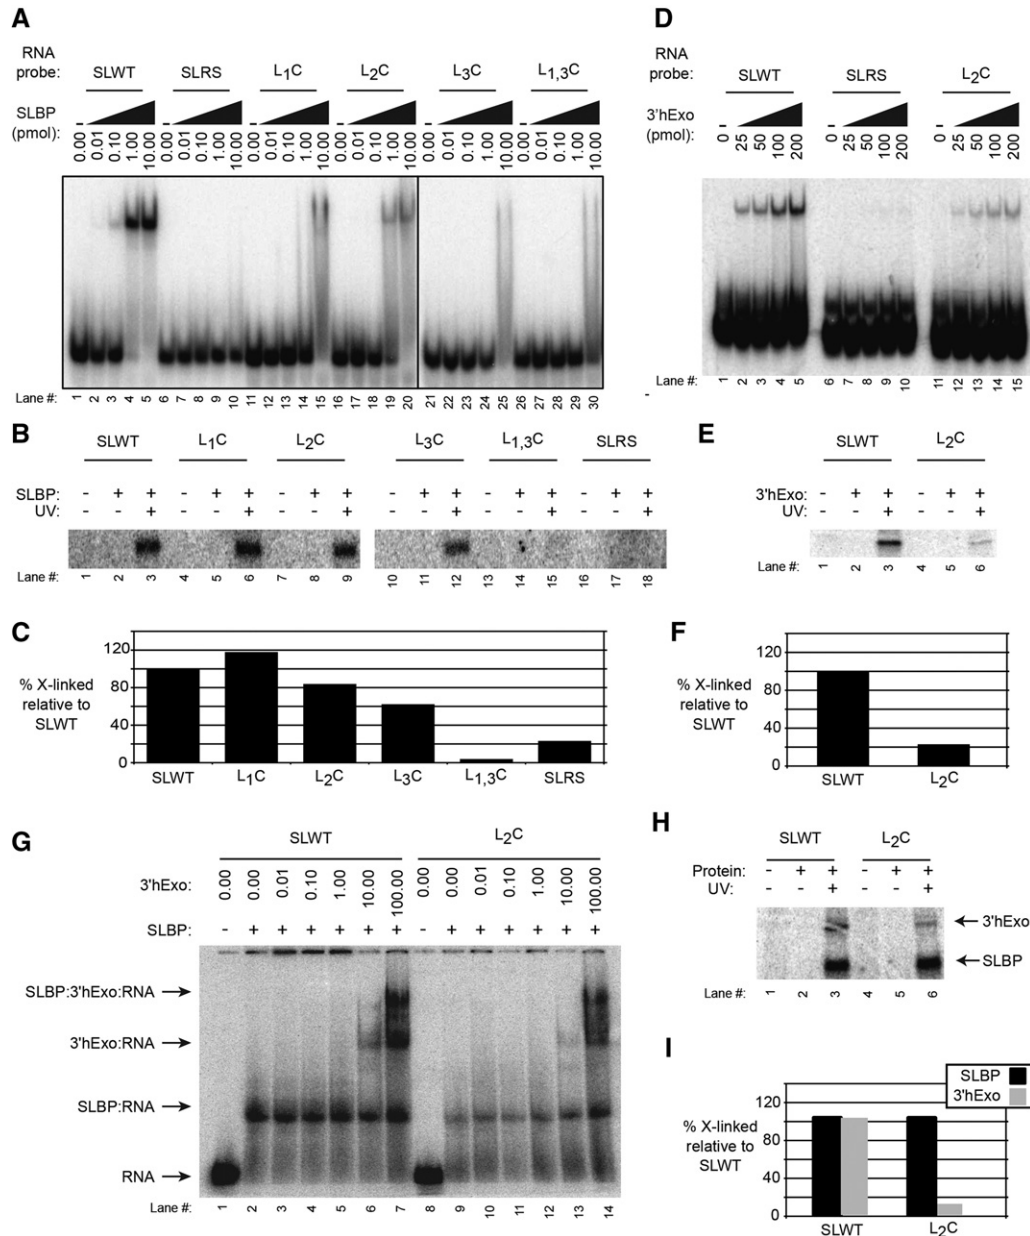 A
RNA probe: SLWT SLRS L1C L2C L3C L1,3C
SLBP (pmol): 0.00 0.01 0.10 1.00 10.00 0.00 0.01 0.10 1.00 10.00 0.00 0.01 0.10 1.00 10.00 0.00 0.01 0.10 1.00 10.00 0.00 0.01 0.10 1.00 10.00 0.00 0.01 0.10 1.00 10.00
Lane #: 1 2 3 4 5 6 7 8 9 10 11 12 13 14 15 16 17 18 19 20 21 22 23 24 25 26 27 28 29 30
D
RNA probe: SLWT SLRS L2C
3'hExo (pmol): 0 25 50 100 200 0 25 50 100 200 0 25 50 100 200
Lane #: 1 2 3 4 5 6 7 8 9 10 11 12 13 14 15
-
B
SLWT L1C L2C L3C L1,3C SLRS
SLBP: - + + - + + - + + - + + - + + - + +
UV: - - + - - + - - + - - + - - + - - +
Lane #: 1 2 3 4 5 6 7 8 9 10 11 12 13 14 15 16 17 18
E
SLWT L2C
3'hExo: - + + - + +
UV: - - + - - +
Lane #: 1 2 3 4 5 6
C
% X-linked relative to SLWT
120
80
40
0
SLWT L1C L2C L3C L1,3C SLRS
F
% X-linked relative to SLWT
120
80
40
0
SLWT L2C
G
SLWT L2C
3'hExo: 0.00 0.00 0.01 0.10 1.00 10.00 100.00 0.00 0.00 0.01 0.10 1.00 10.00 100.00
SLBP: - + + + + + + - + + + + + +
SLBP:3'hExo:RNA
3'hExo:RNA
SLBP:RNA
RNA
Lane #: 1 2 3 4 5 6 7 8 9 10 11 12 13 14
H
SLWT L2C
Protein: - + + - + +
UV: - - + - - +
3'hExo
SLBP
Lane #: 1 2 3 4 5 6
I
SLBP
3'hExo
% X-linked relative to SLWT
120
80
40
0
SLWT L2C